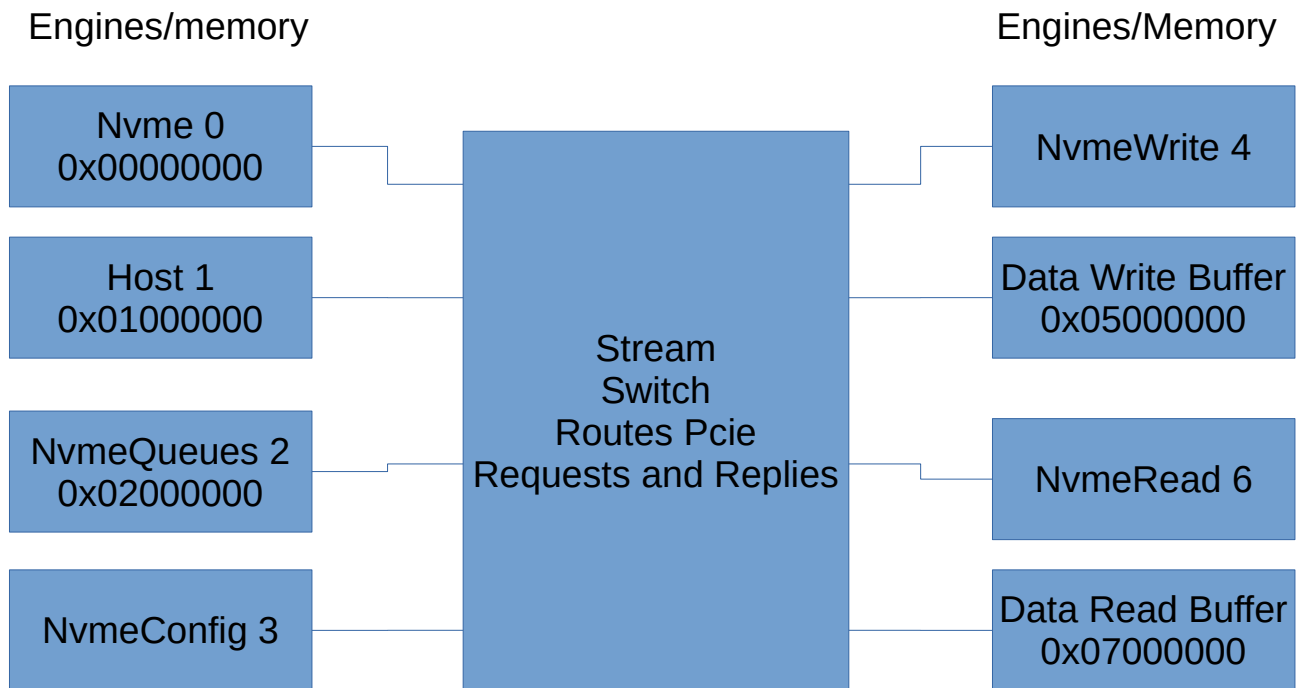 Engines/memory
Engines/Memory
Nvme 0
0x00000000
Host 1
0x01000000
NvmeQueues 2
0x02000000
NvmeConfig 3
Stream
Switch
Routes Pcie
Requests and Replies
NvmeWrite 4
Data Write Buffer
0x05000000
NvmeRead 6
Data Read Buffer
0x07000000